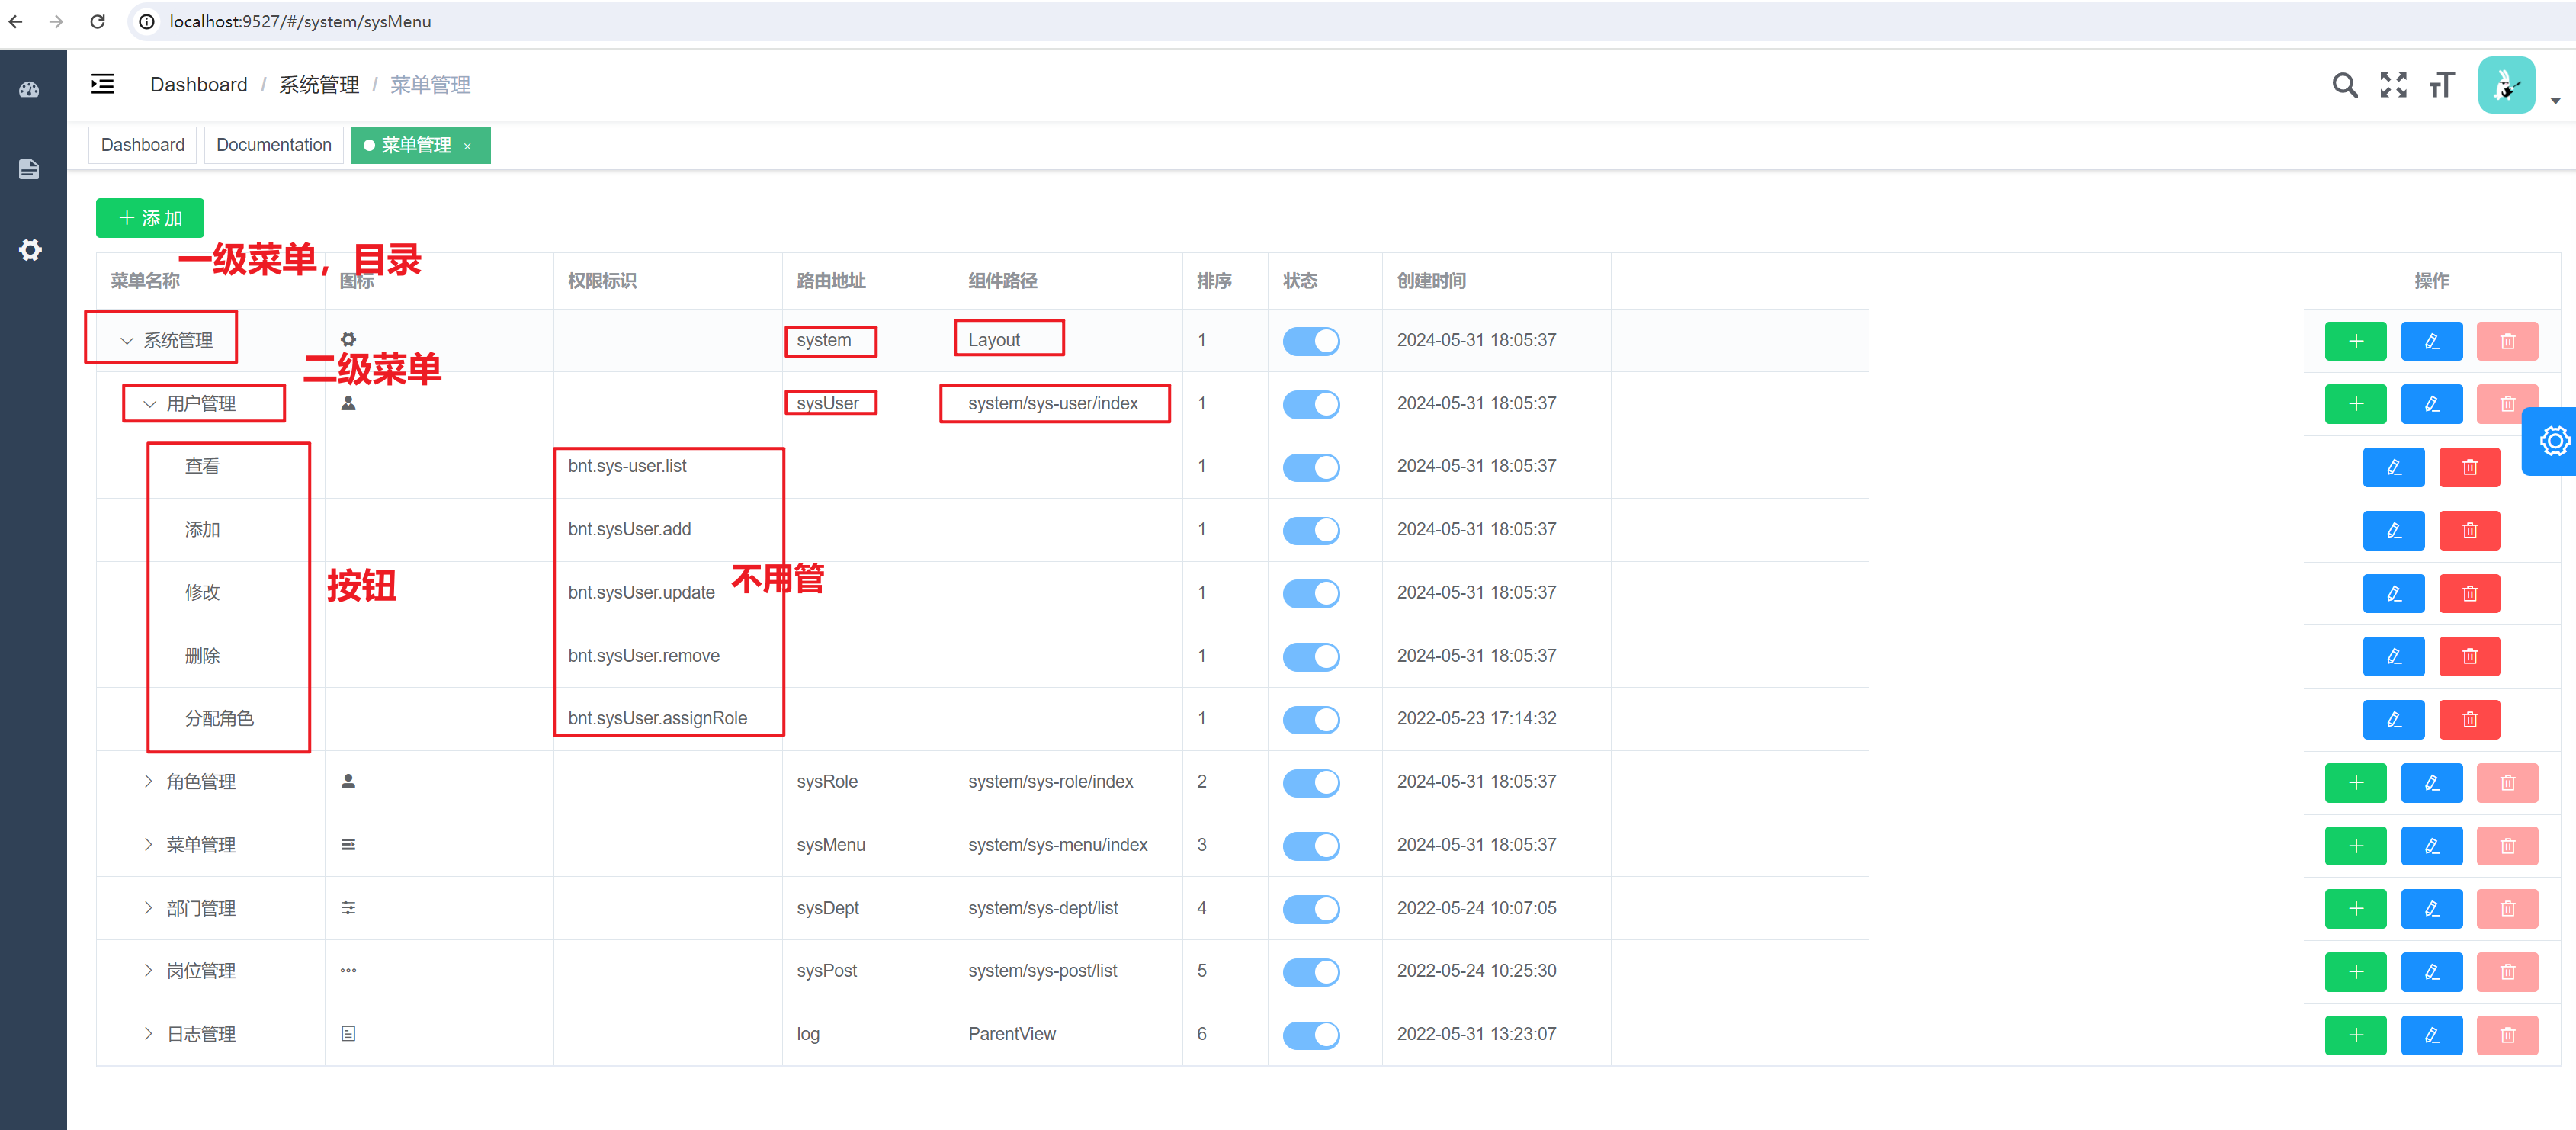 localhost:9527/#/system/sysMenu
Dashboard / 系统管理 / 菜单管理
Dashboard Documentation 菜单管理 ×
+ 添加
一级菜单，目录
菜单名称 图标 权限标识 路由地址 组件路径 排序 状态 创建时间 操作
系统管理 system Layout 1 2024-05-31 18:05:37
二级菜单
用户管理 sysUser system/sys-user/index 1 2024-05-31 18:05:37
查看 bnt.sys-user.list 1 2024-05-31 18:05:37
添加 bnt.sysUser.add 1 2024-05-31 18:05:37
按钮 不用管
修改 bnt.sysUser.update 1 2024-05-31 18:05:37
删除 bnt.sysUser.remove 1 2024-05-31 18:05:37
分配角色 bnt.sysUser.assignRole 1 2022-05-23 17:14:32
角色管理 sysRole system/sys-role/index 2 2024-05-31 18:05:37
菜单管理 sysMenu system/sys-menu/index 3 2024-05-31 18:05:37
部门管理 sysDept system/sys-dept/list 4 2022-05-24 10:07:05
岗位管理 sysPost system/sys-post/list 5 2022-05-24 10:25:30
日志管理 log ParentView 6 2022-05-31 13:23:07